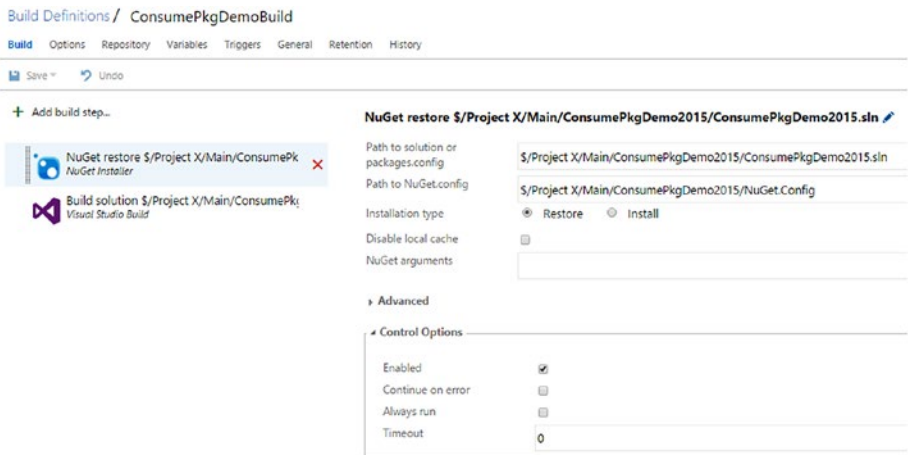 Build Definitions / ConsumePkgDemoBuild
Build Options Repository Variables Triggers General Retention History
Save Undo
+ Add build step...
NuGet restore $/Project X/Main/ConsumePk
NuGet Installer
Build solution $/Project X/Main/ConsumePkg
Visual Studio Build
NuGet restore $/Project X/Main/ConsumePkgDemo2015/ConsumePkgDemo2015.sln
Path to solution or
packages.config
$/Project X/Main/ConsumePkgDemo2015/ConsumePkgDemo2015.sln
Path to NuGet.config
$/Project X/Main/ConsumePkgDemo2015/NuGet.Config
Installation type
Restore Install
Disable local cache
NuGet arguments
Advanced
Control Options
Enabled
Continue on error
Always run
Timeout
0